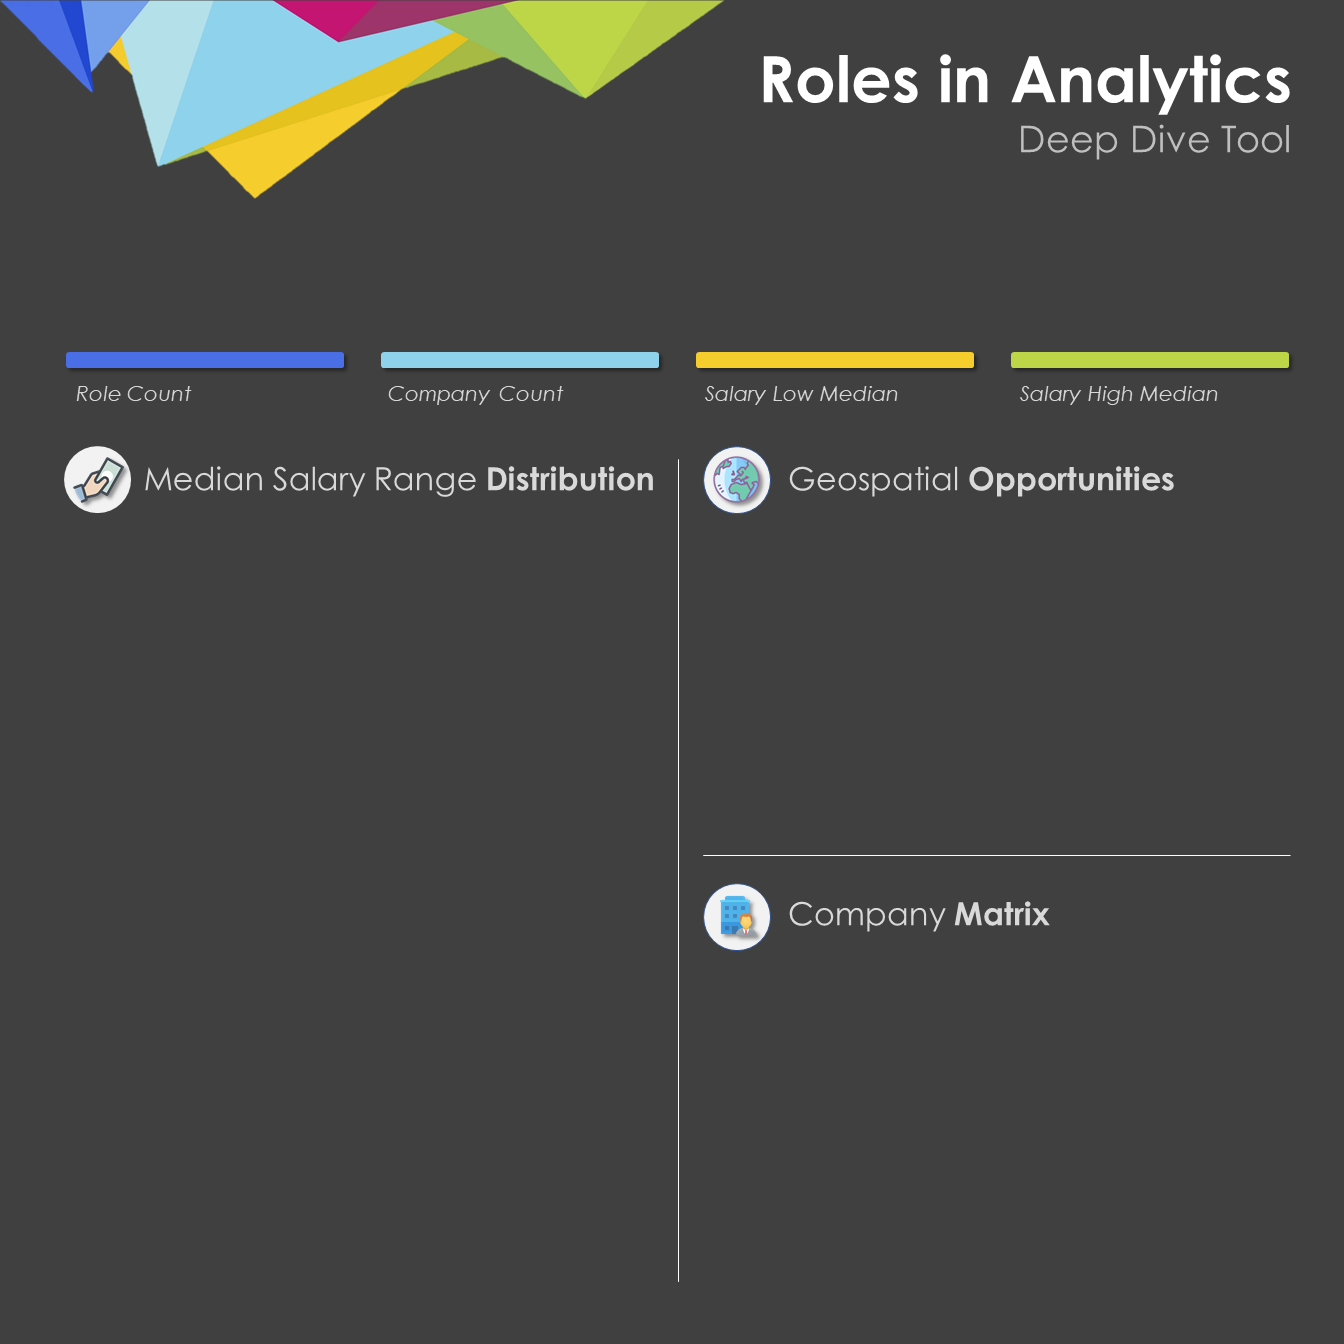 Roles in Analytics
Deep Dive Tool
Role Count
Company Count
Salary Low Median
Salary High Median
Median Salary Range Distribution
Geospatial Opportunities
Company Matrix